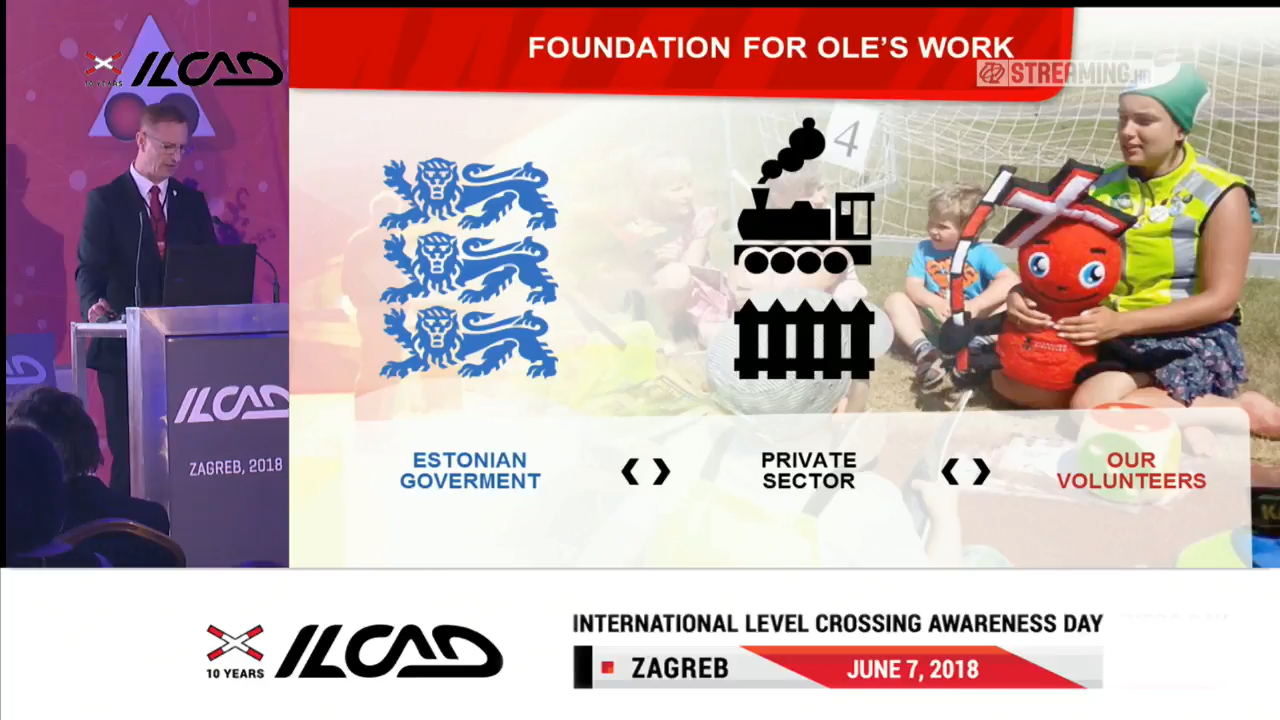 FOUNDATION FOR OLE'S WORK
STREAMING.HR
10 YEARS
ILCAD
4
ILCAD
ZAGREB, 2018
ESTONIAN
GOVERMENT
PRIVATE
SECTOR
OUR
VOLUNTEERS
10 YEARS
ILCAD
INTERNATIONAL LEVEL CROSSING AWARENESS DAY
ZAGREB
JUNE 7, 2018